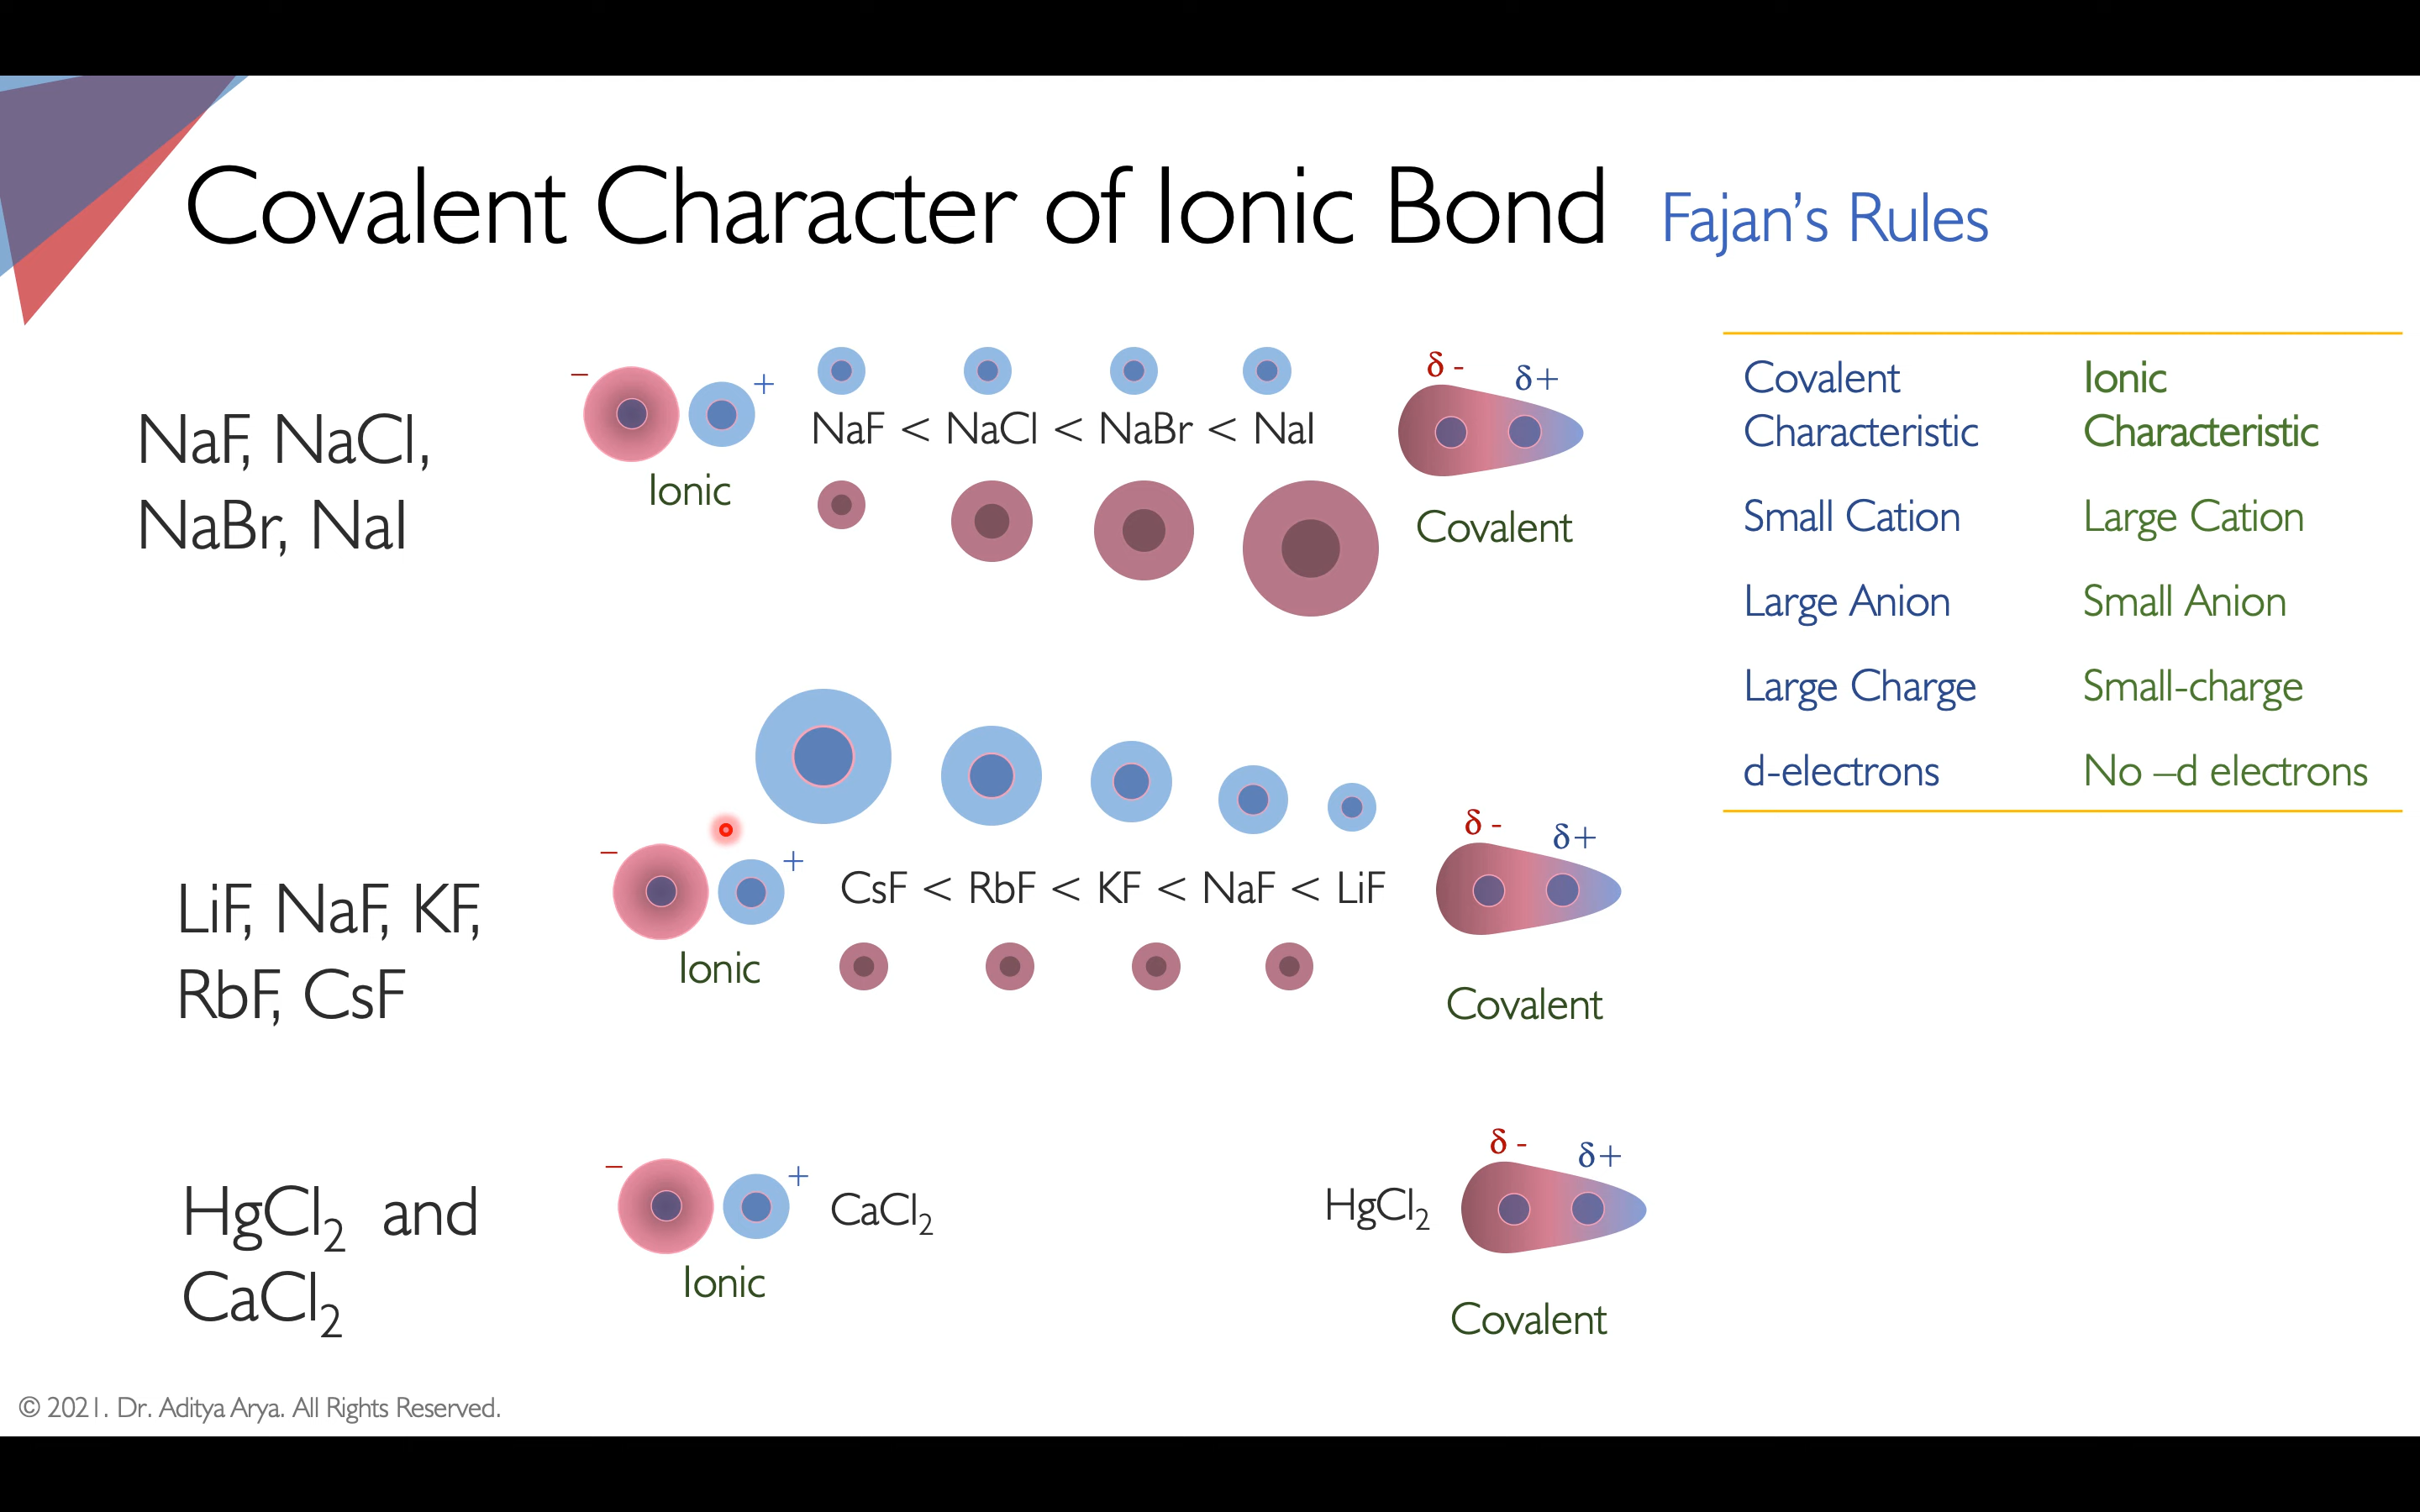 Covalent Character of Ionic Bond Fajan's Rules
NaF, NaCl,
NaBr, NaI
−
+
Ionic
NaF < NaCl < NaBr < NaI
δ -
δ+
Covalent
Covalent
Characteristic
Ionic
Characteristic
Small Cation
Large Cation
Large Anion
Small Anion
Large Charge
Small-charge
d-electrons
No –d electrons
LiF, NaF, KF,
RbF, CsF
−
+
Ionic
CsF < RbF < KF < NaF < LiF
δ -
δ+
Covalent
HgCl₂ and
CaCl₂
−
+
Ionic
CaCl₂
HgCl₂
δ -
δ+
Covalent
© 2021. Dr. Aditya Arya. All Rights Reserved.